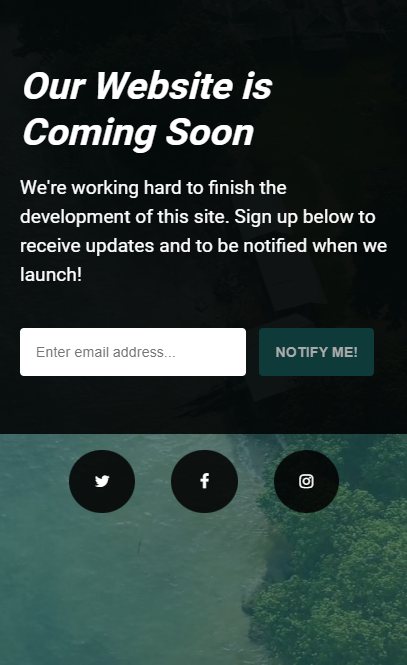 Our Website is
Coming Soon
We're working hard to finish the
development of this site. Sign up below to
receive updates and to be notified when we
launch!
Enter email address...
NOTIFY ME!